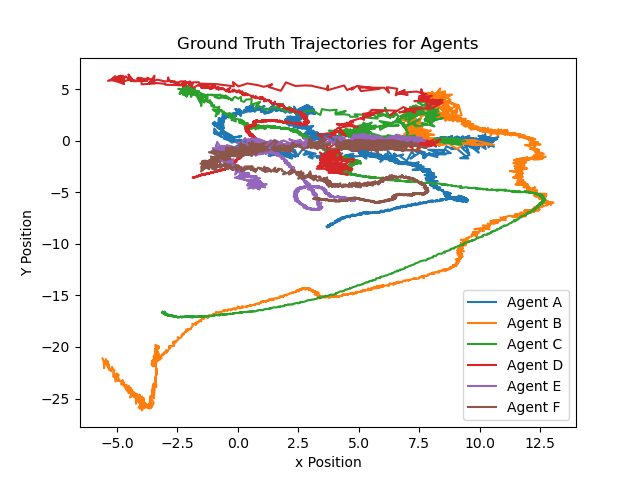 Ground Truth Trajectories for Agents
Y Position
5
0
−5
−10
−15
−20
−25
−5.0
−2.5
0.0
2.5
5.0
7.5
10.0
12.5
x Position
Agent A
Agent B
Agent C
Agent D
Agent E
Agent F